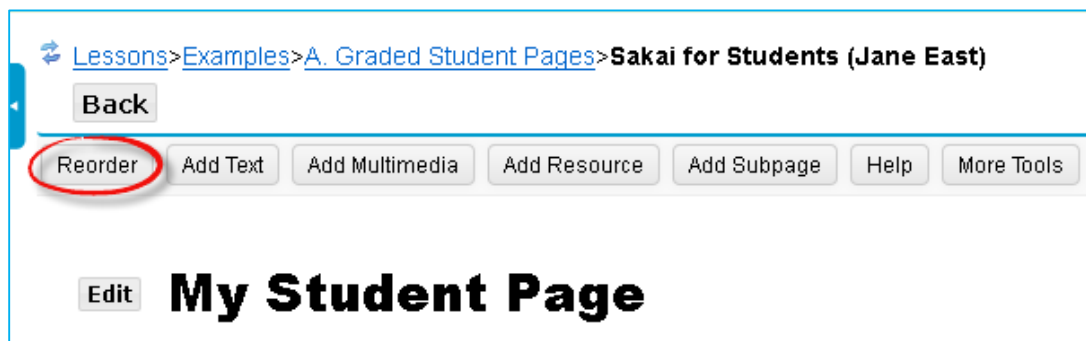 Lessons>Examples>A. Graded Student Pages>Sakai for Students (Jane East)
Back
Reorder Add Text Add Multimedia Add Resource Add Subpage Help More Tools
Edit My Student Page